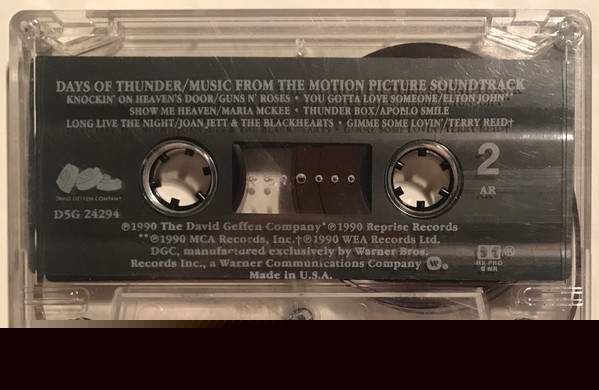 DAYS OF THUNDER/MUSIC FROM THE MOTION PICTURE SOUNDTRACK
KNOCKIN' ON HEAVEN'S DOOR/GUNS N' ROSES • YOU GOTTA LOVE SOMEONE/ELTON JOHN**
SHOW ME HEAVEN/MARIA MCKEE • THUNDER BOX/APOLLO SMILE
LONG LIVE THE NIGHT/JOAN JETT & THE BLACKHEARTS • GIMME SOME LOVIN'/TERRY REID†
2
AR
DAVID GEFFEN COMPANY
D5G 24294
℗1990 The David Geffen Company*℗1990 Reprise Records
**℗1990 MCA Records, Inc.†℗1990 WEA Records Ltd.
DGC, manufactured exclusively by Warner Bros.
Records Inc., a Warner Communications Company W ®.
Made in U.S.A.
HX PRO
B NR